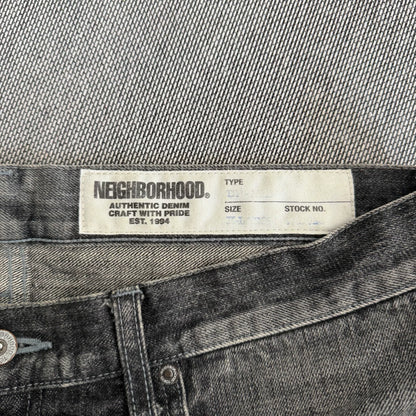 NEIGHBORHOOD®
AUTHENTIC DENIM
CRAFT WITH PRIDE
EST. 1994
TYPE
SIZE
STOCK NO.